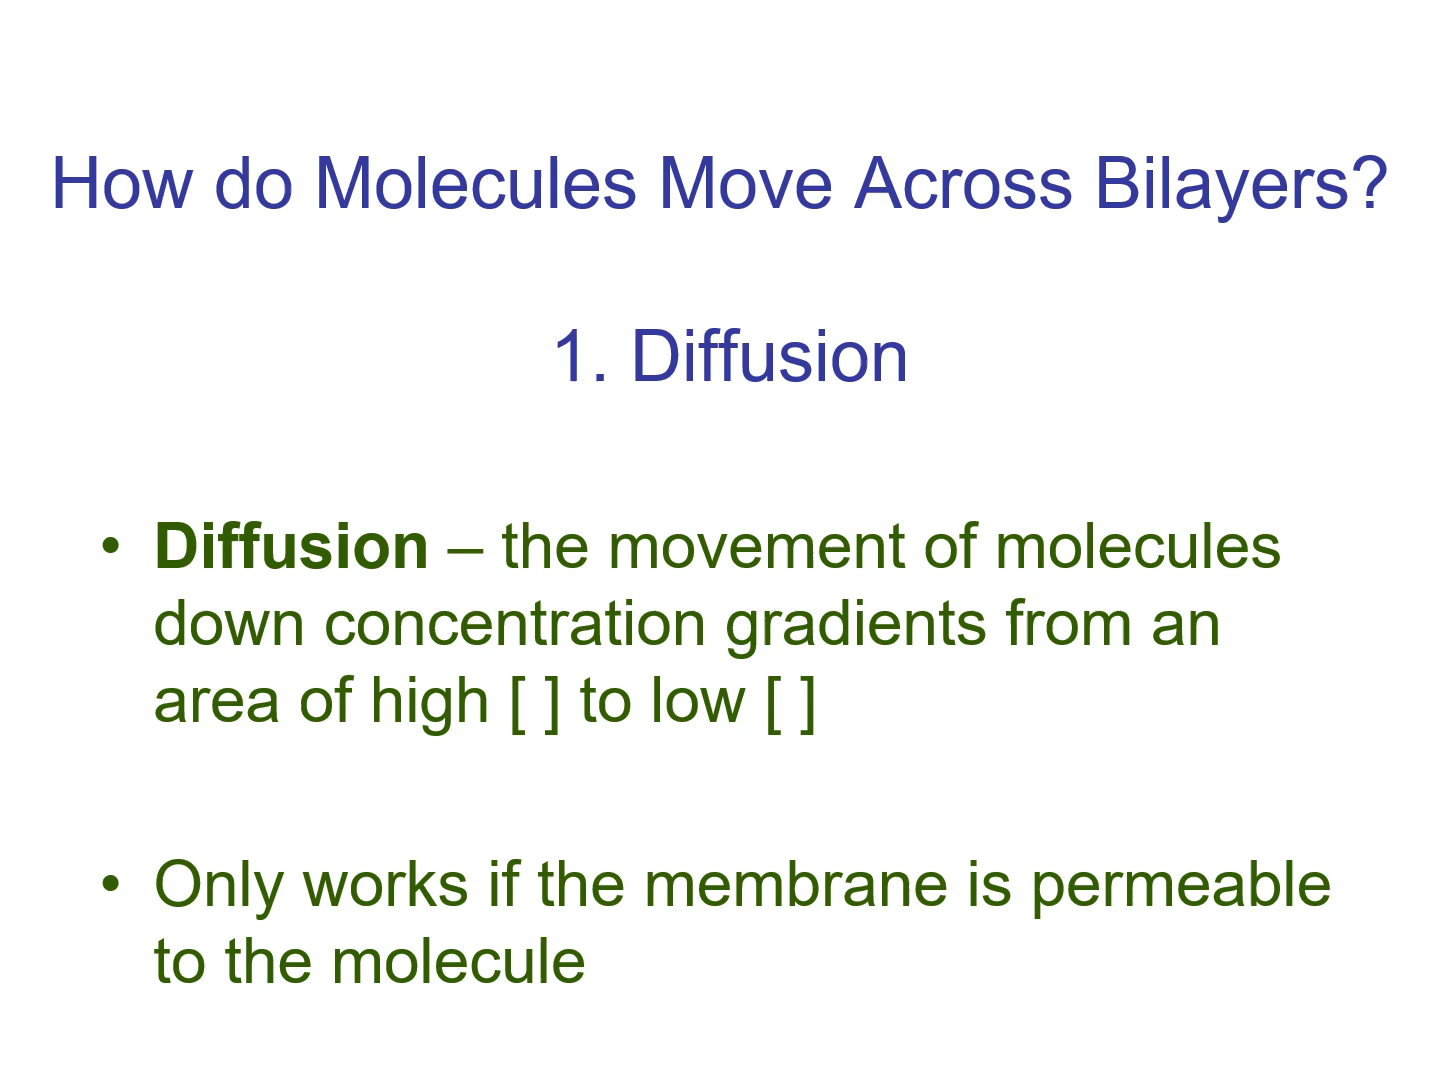 How do Molecules Move Across Bilayers?
1. Diffusion
• Diffusion – the movement of molecules
down concentration gradients from an
area of high [ ] to low [ ]
• Only works if the membrane is permeable
to the molecule